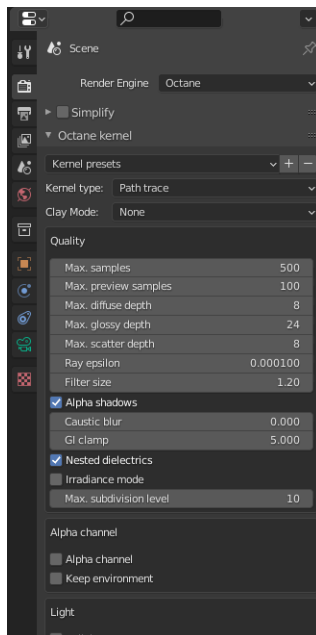 Scene
Render Engine Octane
Simplify
Octane kernel
Kernel presets
Kernel type: Path trace
Clay Mode: None
Quality
Max. samples 500
Max. preview samples 100
Max. diffuse depth 8
Max. glossy depth 24
Max. scatter depth 8
Ray epsilon 0.000100
Filter size 1.20
Alpha shadows
Caustic blur 0.000
GI clamp 5.000
Nested dielectrics
Irradiance mode
Max. subdivision level 10
Alpha channel
Alpha channel
Keep environment
Light